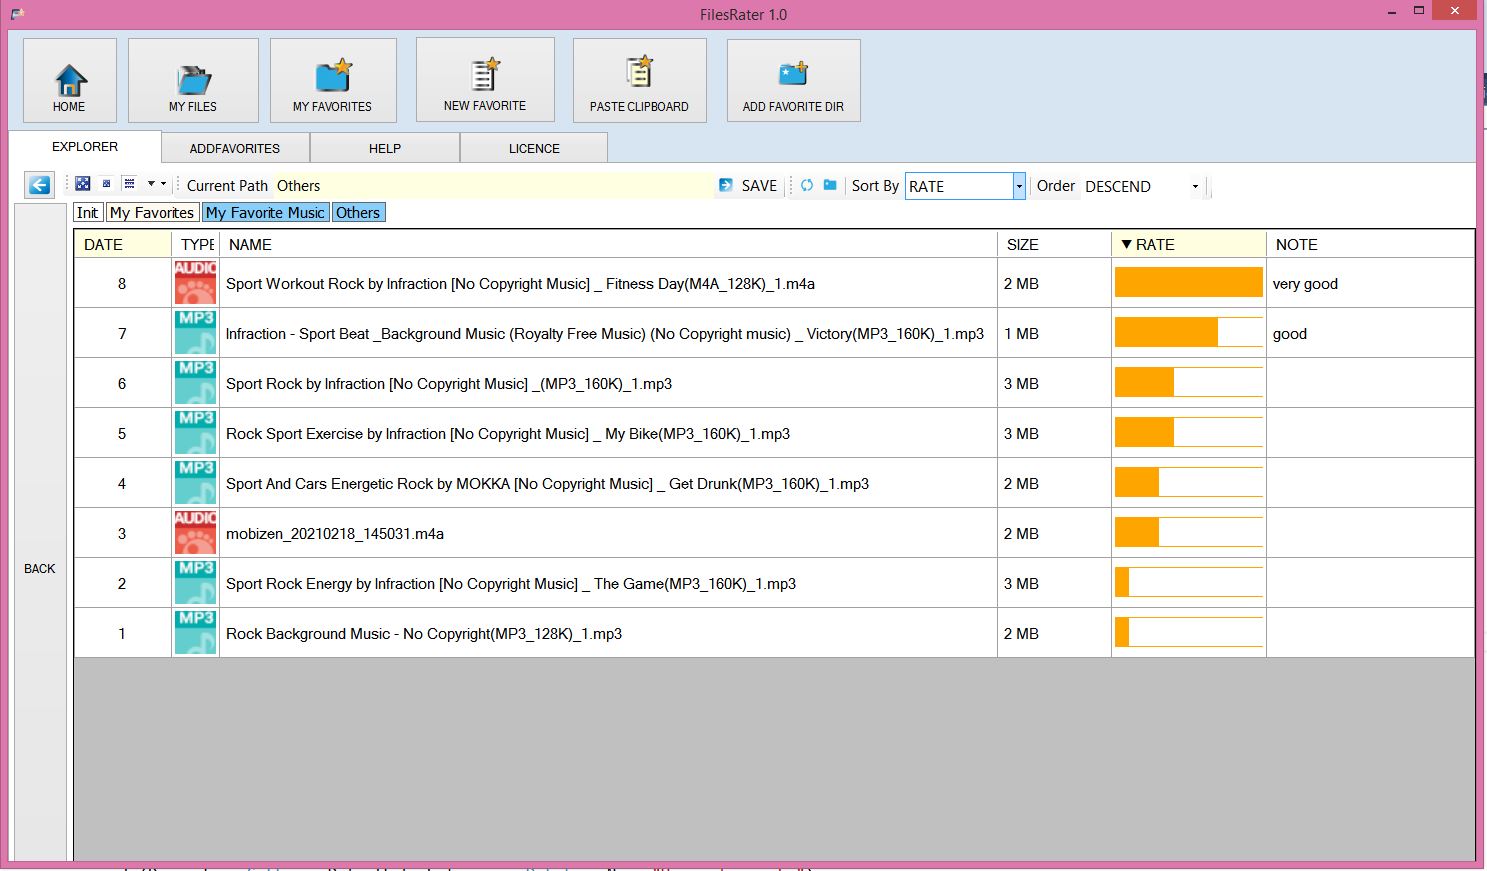 FilesRater 1.0
HOME
MY FILES
MY FAVORITES
NEW FAVORITE
PASTE CLIPBOARD
ADD FAVORITE DIR
EXPLORER
ADDFAVORITES
HELP
LICENCE
Current Path Others
SAVE
Sort By RATE
Order DESCEND
Init My Favorites My Favorite Music Others
DATE TYPE NAME SIZE ▼ RATE NOTE
8 AUDIO Sport Workout Rock by Infraction [No Copyright Music] _ Fitness Day(M4A_128K)_1.m4a 2 MB very good
7 MP3 Infraction - Sport Beat _Background Music (Royalty Free Music) (No Copyright music) _ Victory(MP3_160K)_1.mp3 1 MB good
6 MP3 Sport Rock by Infraction [No Copyright Music] _(MP3_160K)_1.mp3 3 MB
5 MP3 Rock Sport Exercise by Infraction [No Copyright Music] _ My Bike(MP3_160K)_1.mp3 3 MB
4 MP3 Sport And Cars Energetic Rock by MOKKA [No Copyright Music] _ Get Drunk(MP3_160K)_1.mp3 2 MB
3 AUDIO mobizen_20210218_145031.m4a 2 MB
2 MP3 Sport Rock Energy by Infraction [No Copyright Music] _ The Game(MP3_160K)_1.mp3 3 MB
1 MP3 Rock Background Music - No Copyright(MP3_128K)_1.mp3 2 MB
BACK